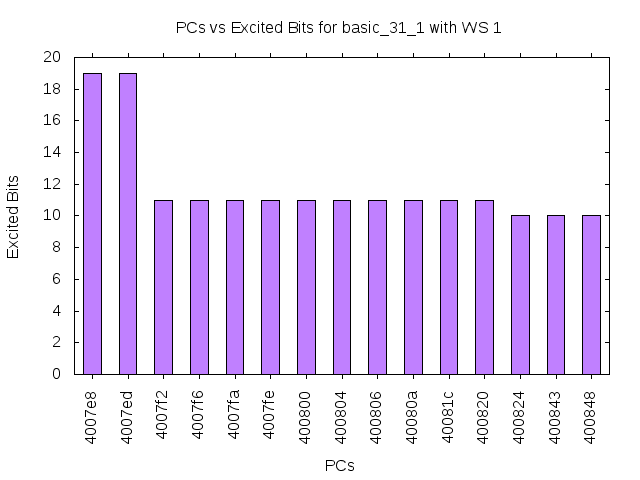 PCs vs Excited Bits for basic_31_1 with WS 1
20
18
16
14
12
10
8
6
4
2
0
Excited Bits
4007e8
4007ed
4007f2
4007f6
4007fa
4007fe
400800
400804
400806
40080a
40081c
400820
400824
400843
400848
PCs